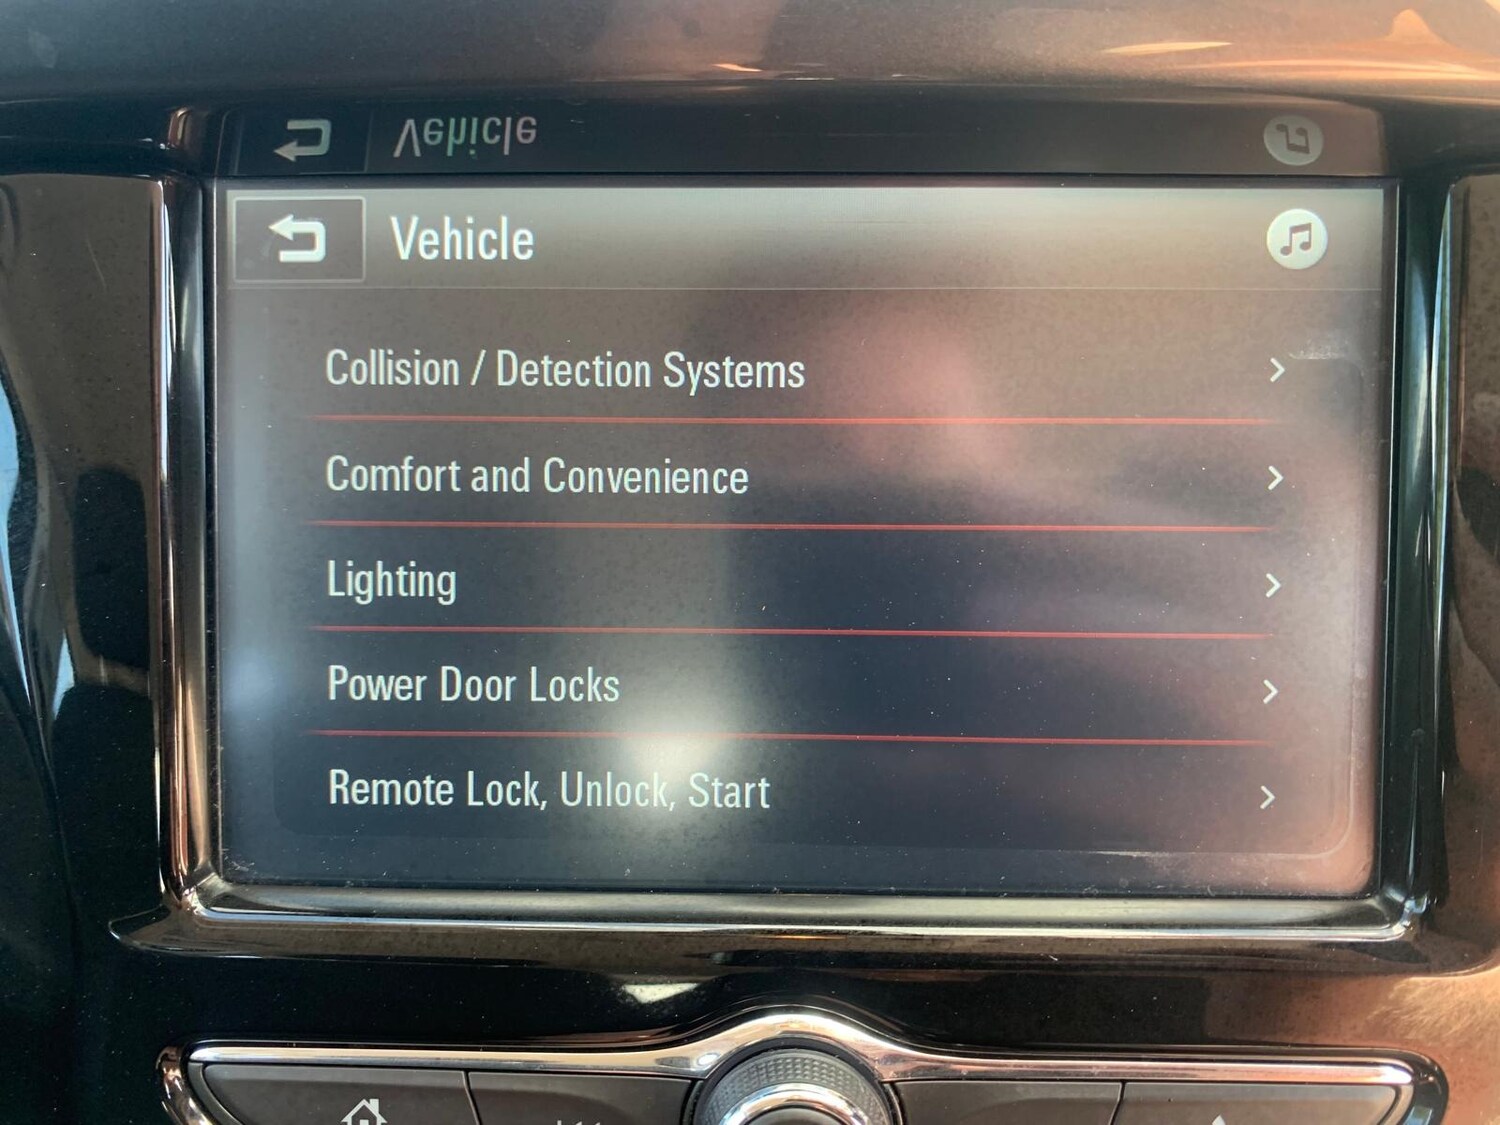 Vehicle
Vehicle
Collision / Detection Systems
Comfort and Convenience
Lighting
Power Door Locks
Remote Lock, Unlock, Start